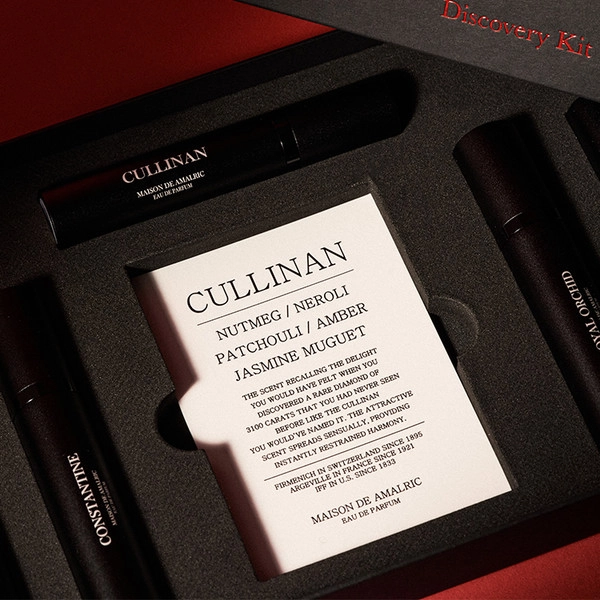 Discovery Kit
CULLINAN
MAISON DE AMALRIC
EAU DE PARFUM
CULLINAN
NUTMEG / NEROLI
PATCHOULI / AMBER
JASMINE MUGUET
THE SCENT RECALLING THE DELIGHT
YOU WOULD HAVE FELT WHEN YOU
DISCOVERED A RARE DIAMOND OF
3100 CARATS THAT YOU HAD NEVER SEEN
BEFORE LIKE THE CULLINAN
YOU WOULD'VE NAMED IT. THE ATTRACTIVE
SCENT SPREADS SENSUALLY, PROVIDING
INSTANTLY RESTRAINED HARMONY.
FIRMENICH IN SWITZERLAND SINCE 1895
ARGEVILLE IN FRANCE SINCE 1921
IFF IN U.S. SINCE 1833
MAISON DE AMALRIC
EAU DE PARFUM
CONSTANTINE
MAISON DE AMALRIC
OYAL ORCHID